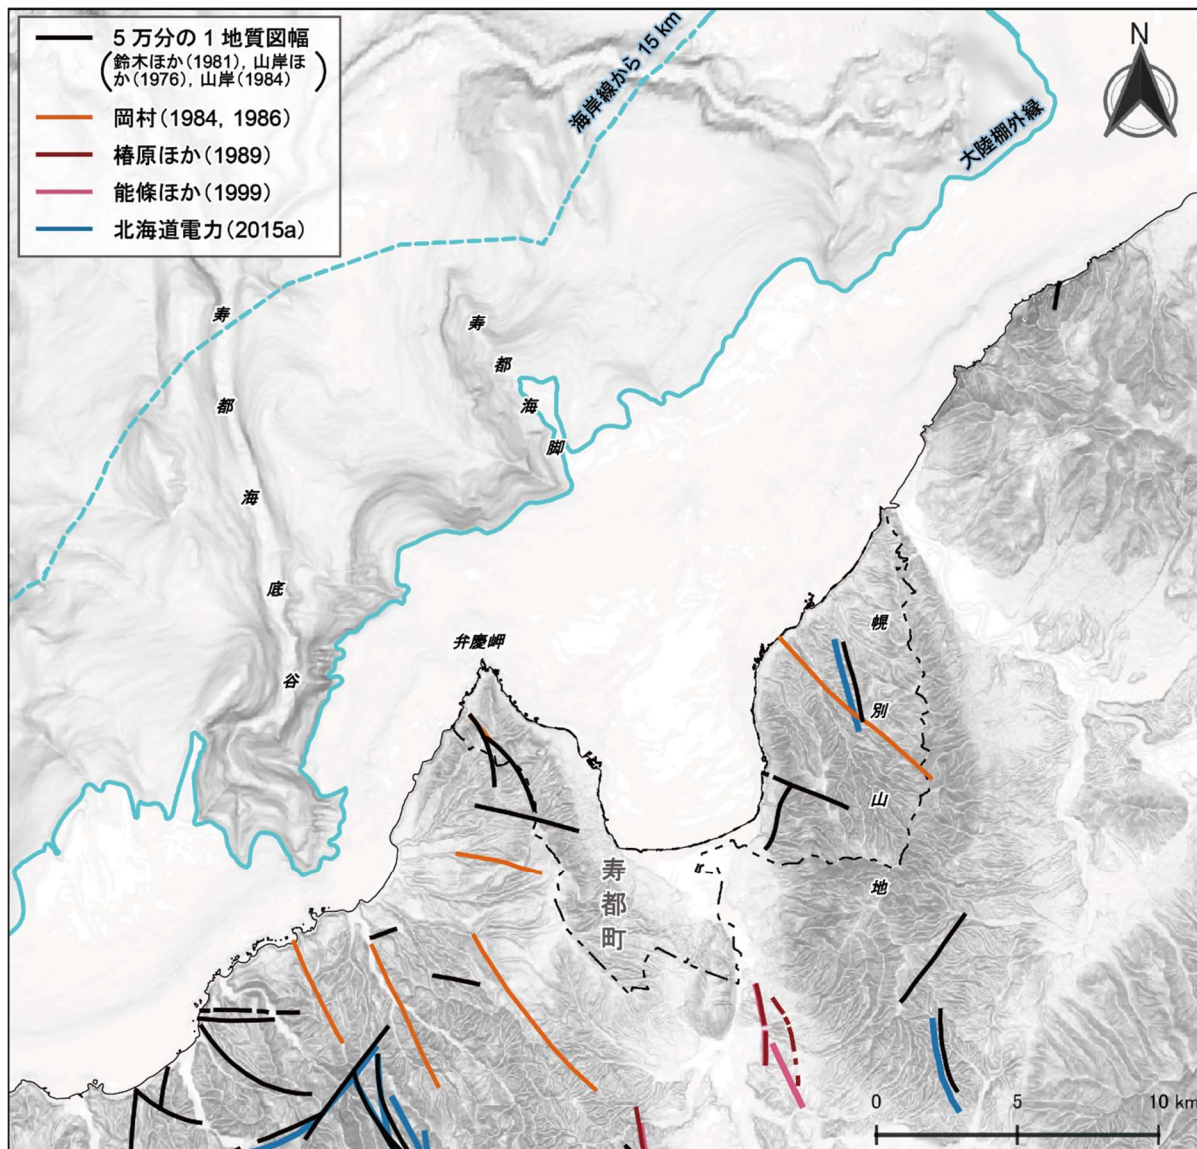 5万分の1地質図幅
(鈴木ほか(1981), 山岸ほ
か(1976), 山岸(1984))
岡村(1984, 1986)
椿原ほか(1989)
能條ほか(1999)
北海道電力(2015a)
海岸線から 15 km
大陸棚外縁
N
寿都海底谷
寿都海脚
弁慶岬
幌別山地
寿都町
0 5 10 km